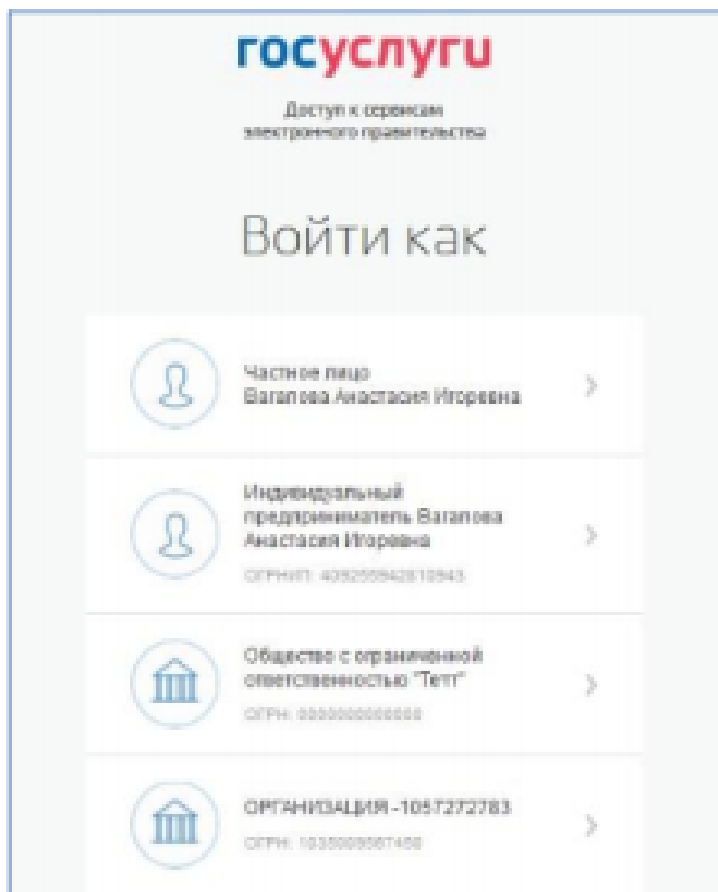 госуслуги
Доступ к сервисам
электронного правительства
Войти как
Частное лицо
Вагапова Анастасия Игоревна
Индивидуальный
предприниматель Вагапова
Анастасия Игоревна
ОГРНИП:
Общество с ограниченной
ответственностью
ОГРН: 0000000000000
ОРГАНИЗАЦИЯ -1057272783
ОГРН: